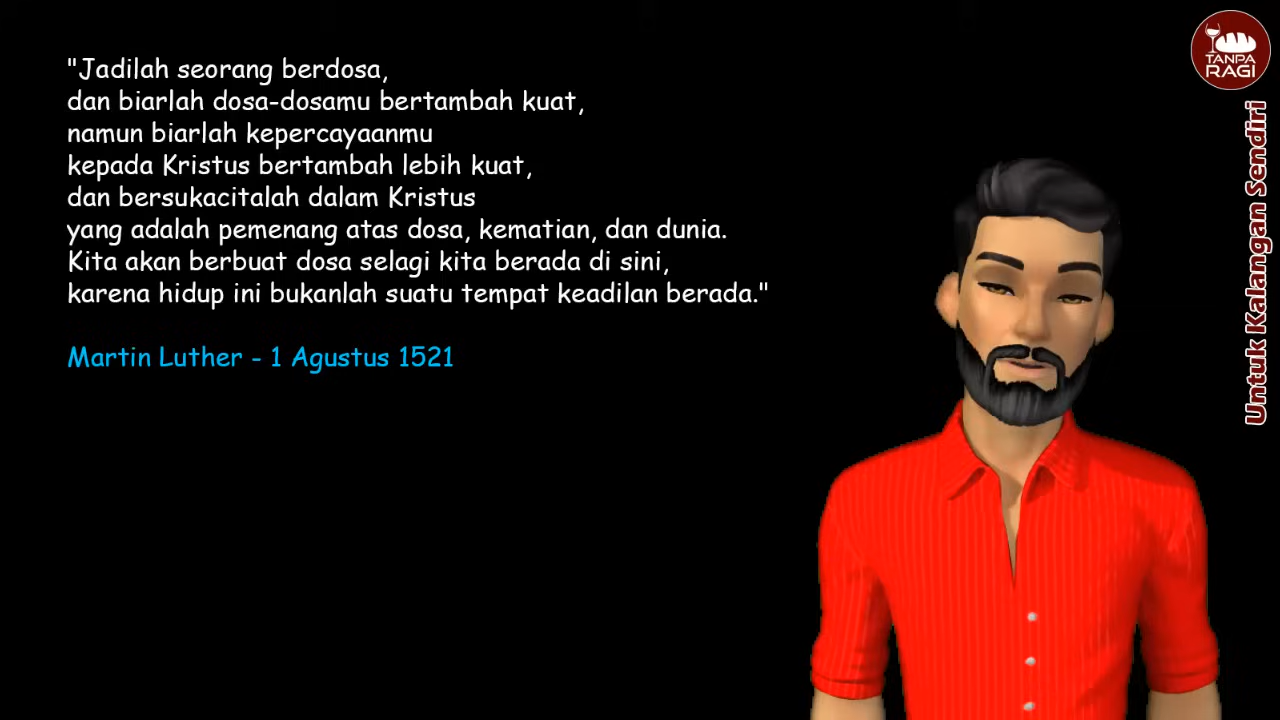 "Jadilah seorang berdosa,
dan biarlah dosa-dosamu bertambah kuat,
namun biarlah kepercayaanmu
kepada Kristus bertambah lebih kuat,
dan bersukacitalah dalam Kristus
yang adalah pemenang atas dosa, kematian, dan dunia.
Kita akan berbuat dosa selagi kita berada di sini,
karena hidup ini bukanlah suatu tempat keadilan berada."
Martin Luther - 1 Agustus 1521
TANPA
RAGI
Untuk Kalangan Sendiri